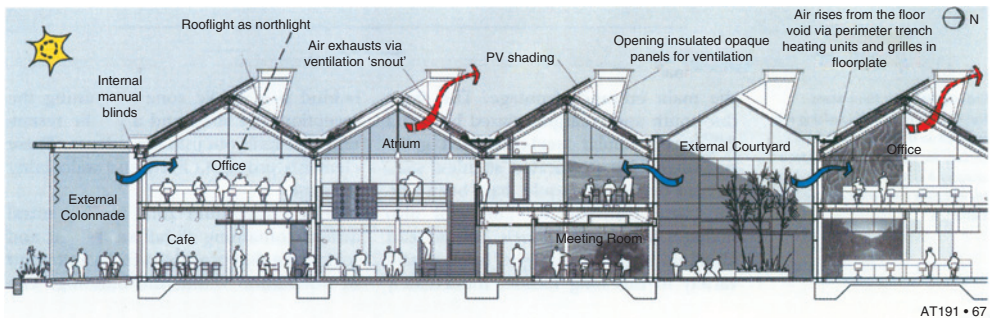 Rooflight as northlight
Air exhausts via
ventilation ‘snout’
PV shading
Opening insulated opaque
panels for ventilation
Air rises from the floor
void via perimeter trench
heating units and grilles in
floorplate
N
Internal
manual
blinds
External
Colonnade
Office
Cafe
Atrium
Meeting Room
External Courtyard
Office
AT191 • 67